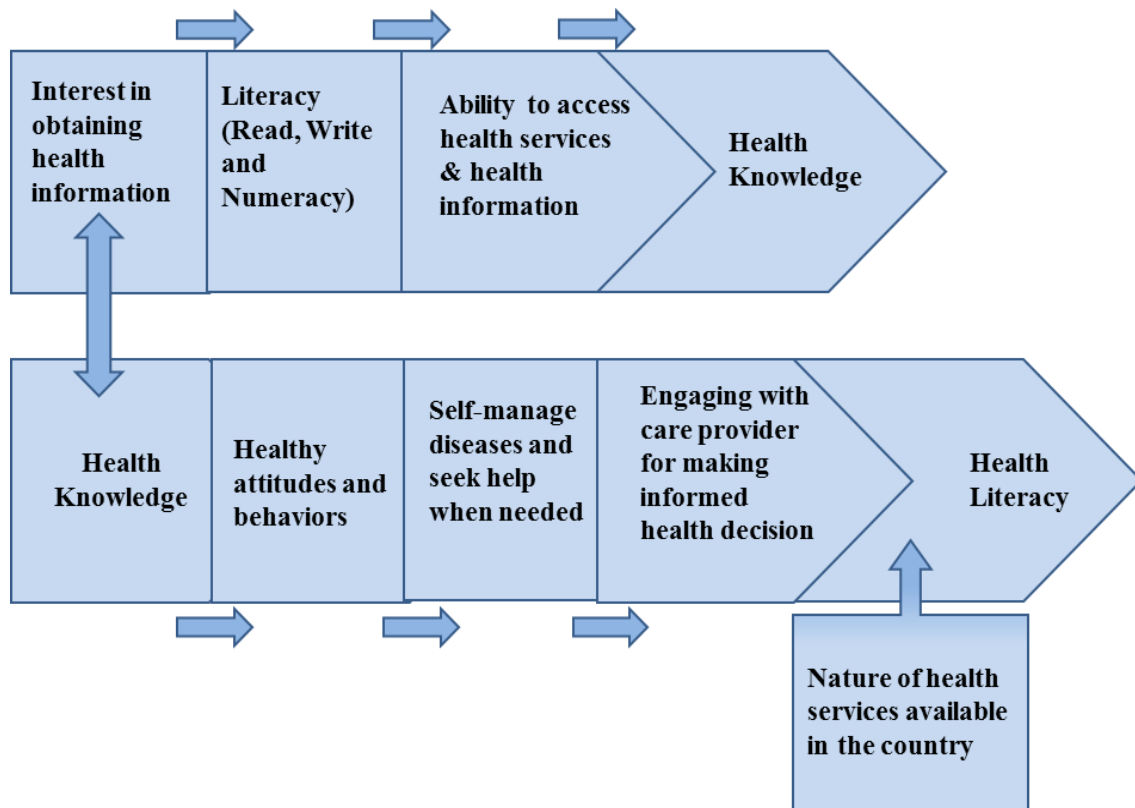 Interest in
obtaining
health
information
Literacy
(Read, Write
and
Numeracy)
Ability to access
health services
& health
information
Health
Knowledge
Health
Knowledge
Healthy
attitudes and
behaviors
Self-manage
diseases and
seek help
when needed
Engaging with
care provider
for making
informed
health decision
Health
Literacy
Nature of health
services available
in the country